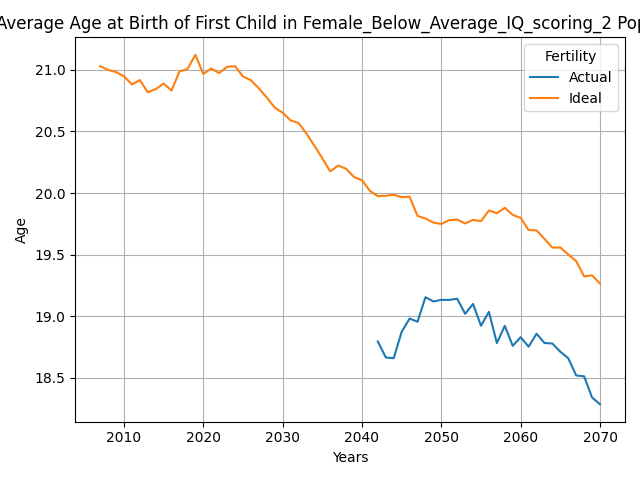 Average Age at Birth of First Child in Female_Below_Average_IQ_scoring_2 Pop
Fertility
Actual
Ideal
21.0
20.5
20.0
19.5
19.0
18.5
Age
2010 2020 2030 2040 2050 2060 2070
Years